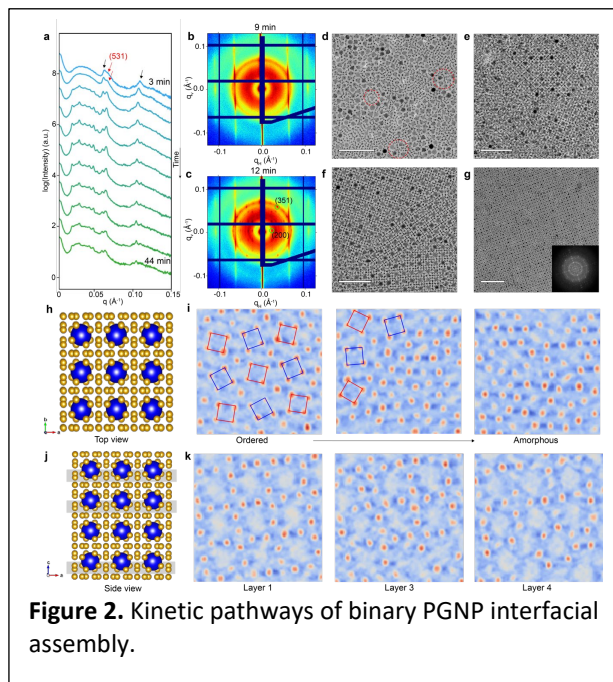 a
(531)
3 min
44 min
log(Intensity) (a.u.)
8
6
4
2
0
0
0.05
0.10
0.15
q (Å⁻¹)
Time
b
9 min
0.1
0.0
-0.1
-0.1
0.0
0.1
c
12 min
(351)
(200)
0.1
0.0
-0.1
-0.1
0.0
0.1
d
e
f
g
h
b
a
Top view
i
Ordered
Amorphous
j
c
a
Side view
k
Layer 1
Layer 3
Layer 4
Figure 2. Kinetic pathways of binary PGNP interfacial
assembly.